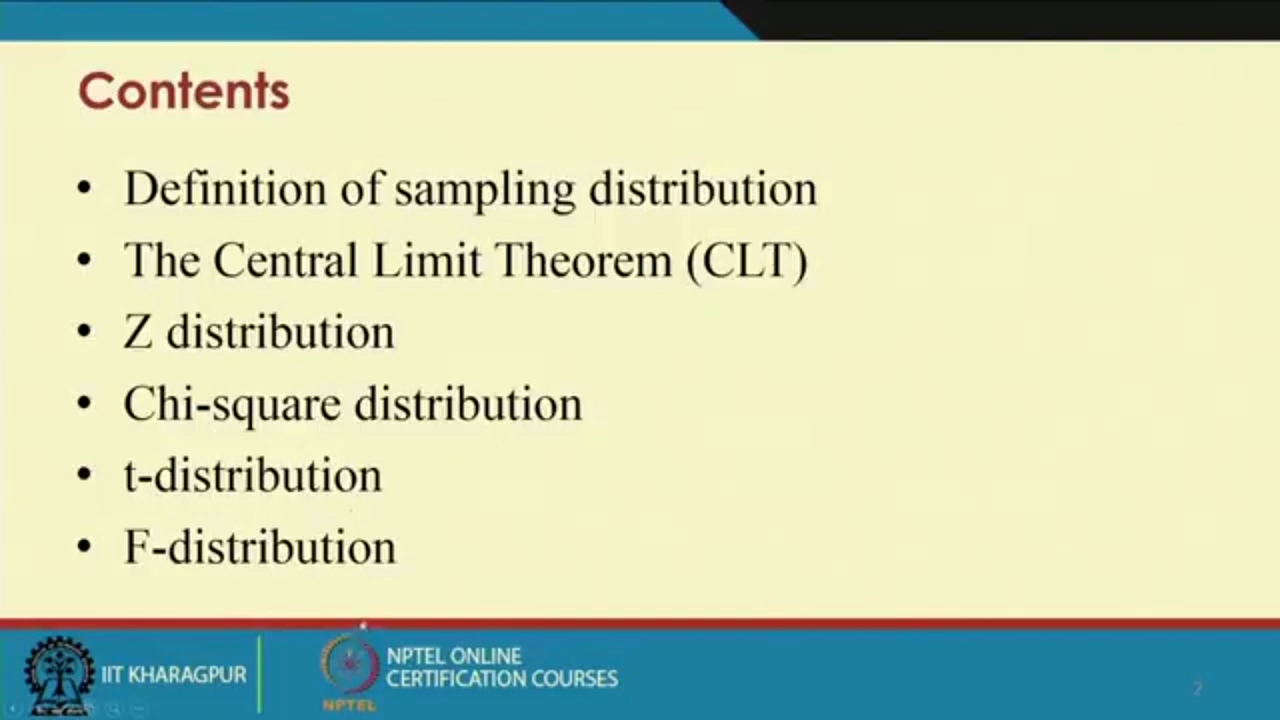 Contents
• Definition of sampling distribution
• The Central Limit Theorem (CLT)
• Z distribution
• Chi-square distribution
• t-distribution
• F-distribution
IIT KHARAGPUR
NPTEL
NPTEL ONLINE
CERTIFICATION COURSES
2